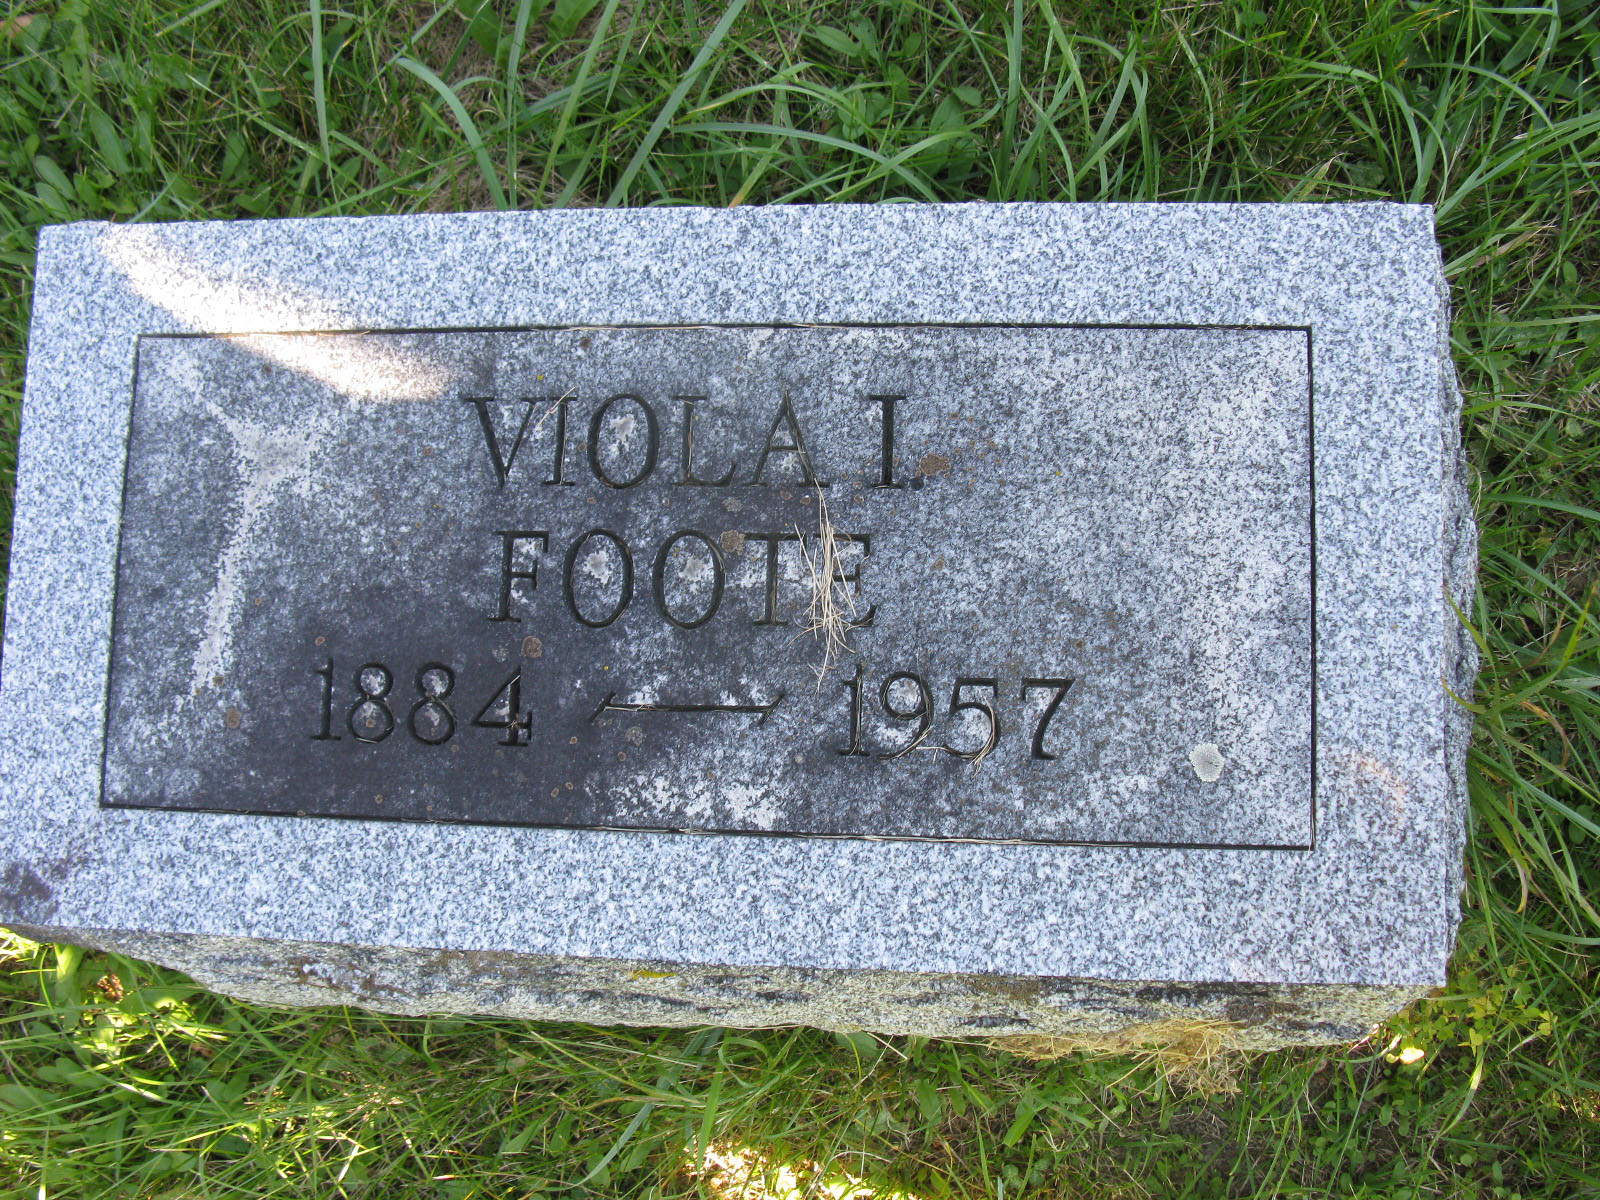 VIOLA I.
FOOTE
1884 — 1957